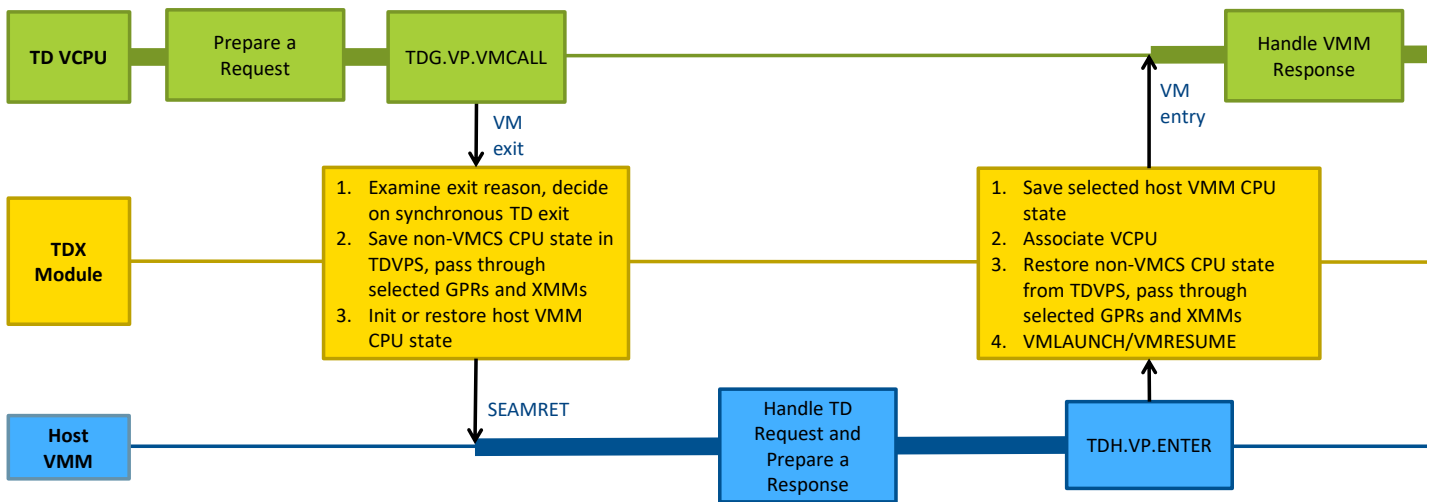 TD VCPU
Prepare a
Request
TDG.VP.VMCALL
Handle VMM
Response
VM
exit
VM
entry
TDX
Module
1. Examine exit reason, decide
on synchronous TD exit
2. Save non-VMCS CPU state in
TDVPS, pass through
selected GPRs and XMMs
3. Init or restore host VMM
CPU state
1. Save selected host VMM CPU
state
2. Associate VCPU
3. Restore non-VMCS CPU state
from TDVPS, pass through
selected GPRs and XMMs
4. VMLAUNCH/VMRESUME
SEAMRET
Host
VMM
Handle TD
Request and
Prepare a
Response
TDH.VP.ENTER